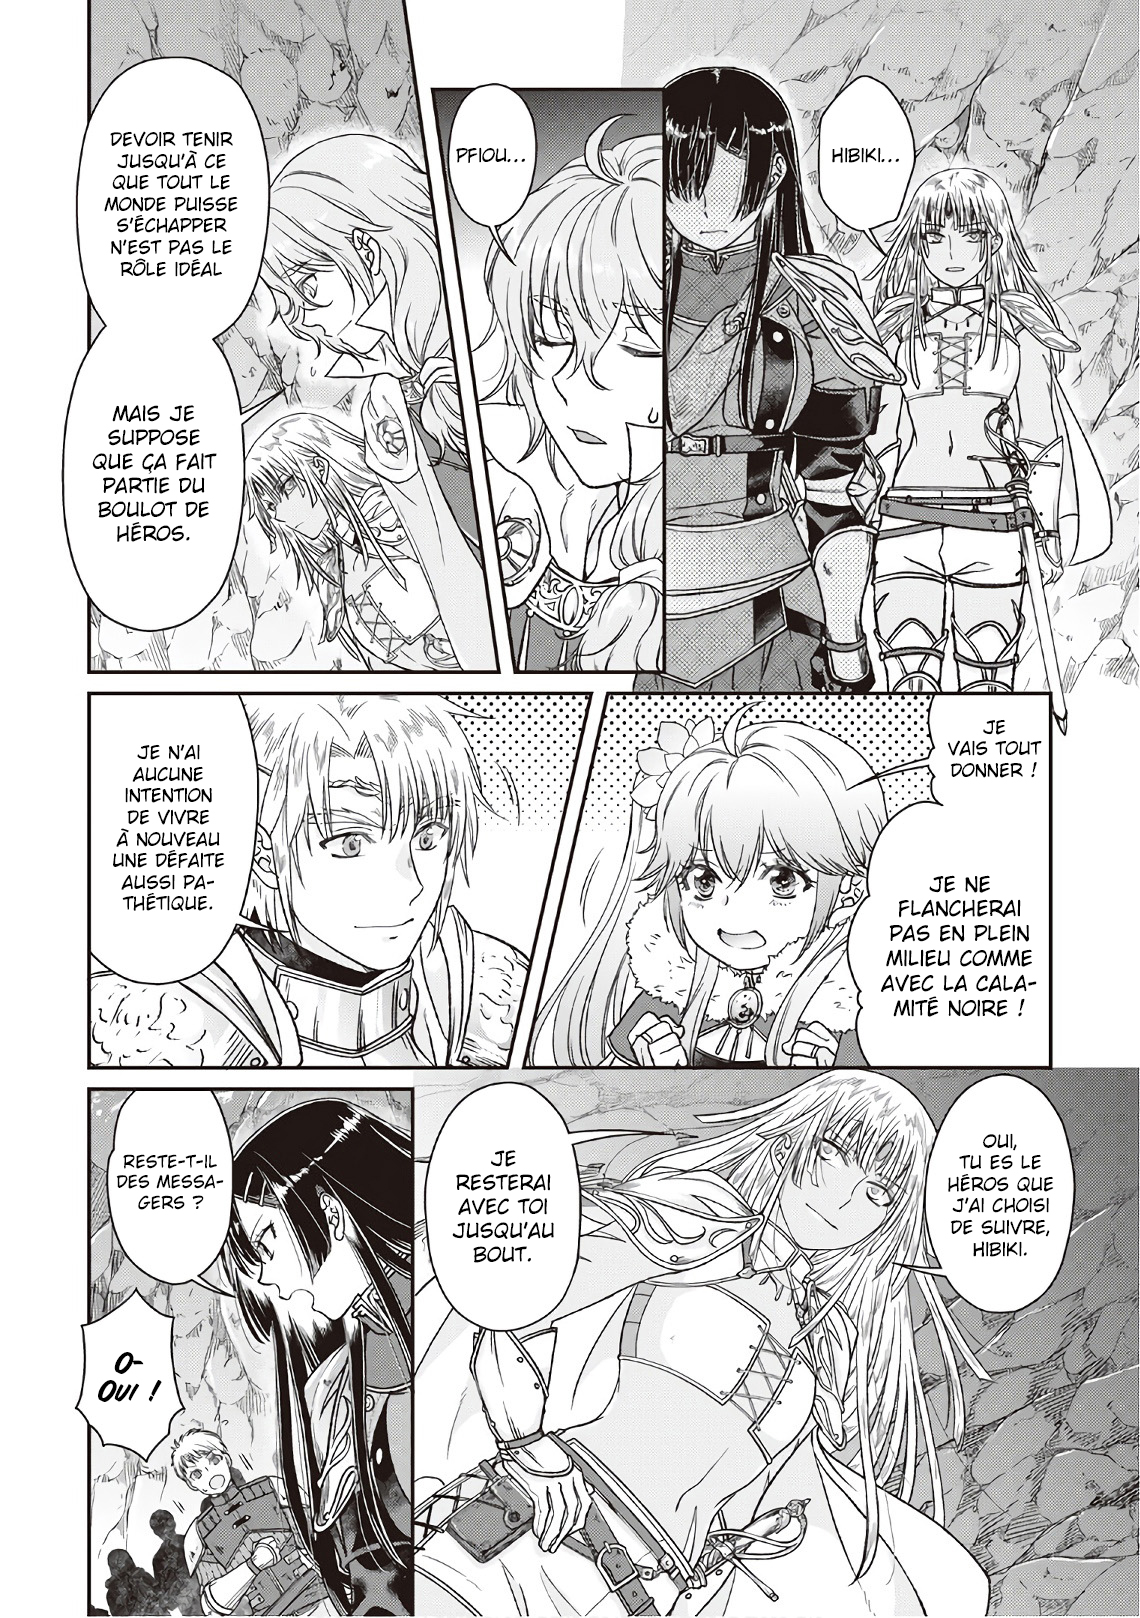 HIBIKI...
PFIOU...
DEVOIR TENIR
JUSQU'À CE
QUE TOUT LE
MONDE PUISSE
S'ÉCHAPPER
N'EST PAS LE
RÔLE IDÉAL
MAIS JE
SUPPOSE
QUE ÇA FAIT
PARTIE DU
BOULOT DE
HÉROS.
JE
VAIS TOUT
DONNER !
JE NE
FLANCHERAI
PAS EN PLEIN
MILIEU COMME
AVEC LA CALA-
MITÉ NOIRE !
JE N'AI
AUCUNE
INTENTION
DE VIVRE
À NOUVEAU
UNE DÉFAITE
AUSSI PA-
THÉTIQUE.
OUI,
TU ES LE
HÉROS QUE
J'AI CHOISI
DE SUIVRE,
HIBIKI.
JE
RESTERAI
AVEC TOI
JUSQU'AU
BOUT.
RESTE-T-IL
DES MESSA-
GERS ?
O-
OUI !